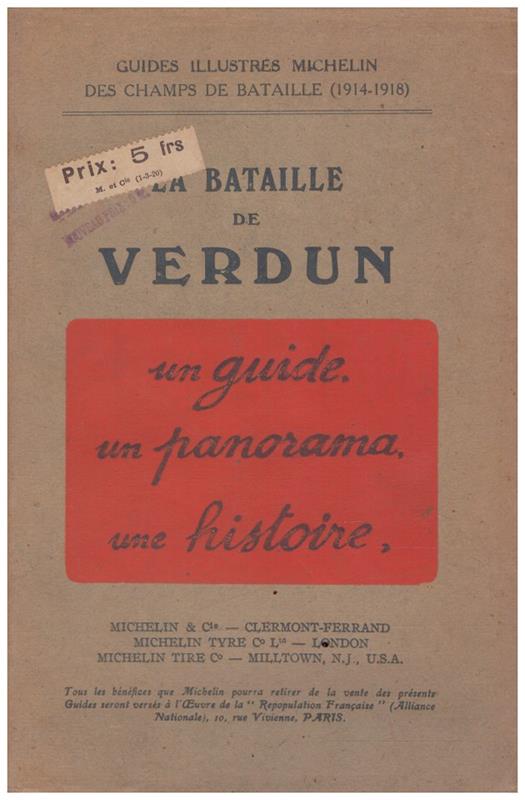 GUIDES ILLUSTRÉS MICHELIN
DES CHAMPS DE BATAILLE (1914-1918)
Prix: 5 frs
M. et Cie (1-3-20)
LA BATAILLE
DE
VERDUN
un guide.
un panorama.
une histoire.
MICHELIN & Cie — CLERMONT-FERRAND
MICHELIN TYRE Co Ltd — LONDON
MICHELIN TIRE Co — MILLTOWN, N.J., U.S.A.
Tous les bénéfices que Michelin pourra retirer de la vente des présents
Guides seront versés à l'Œuvre de la " Repopulation Française " (Alliance
Nationale), 10, rue Vivienne, PARIS.